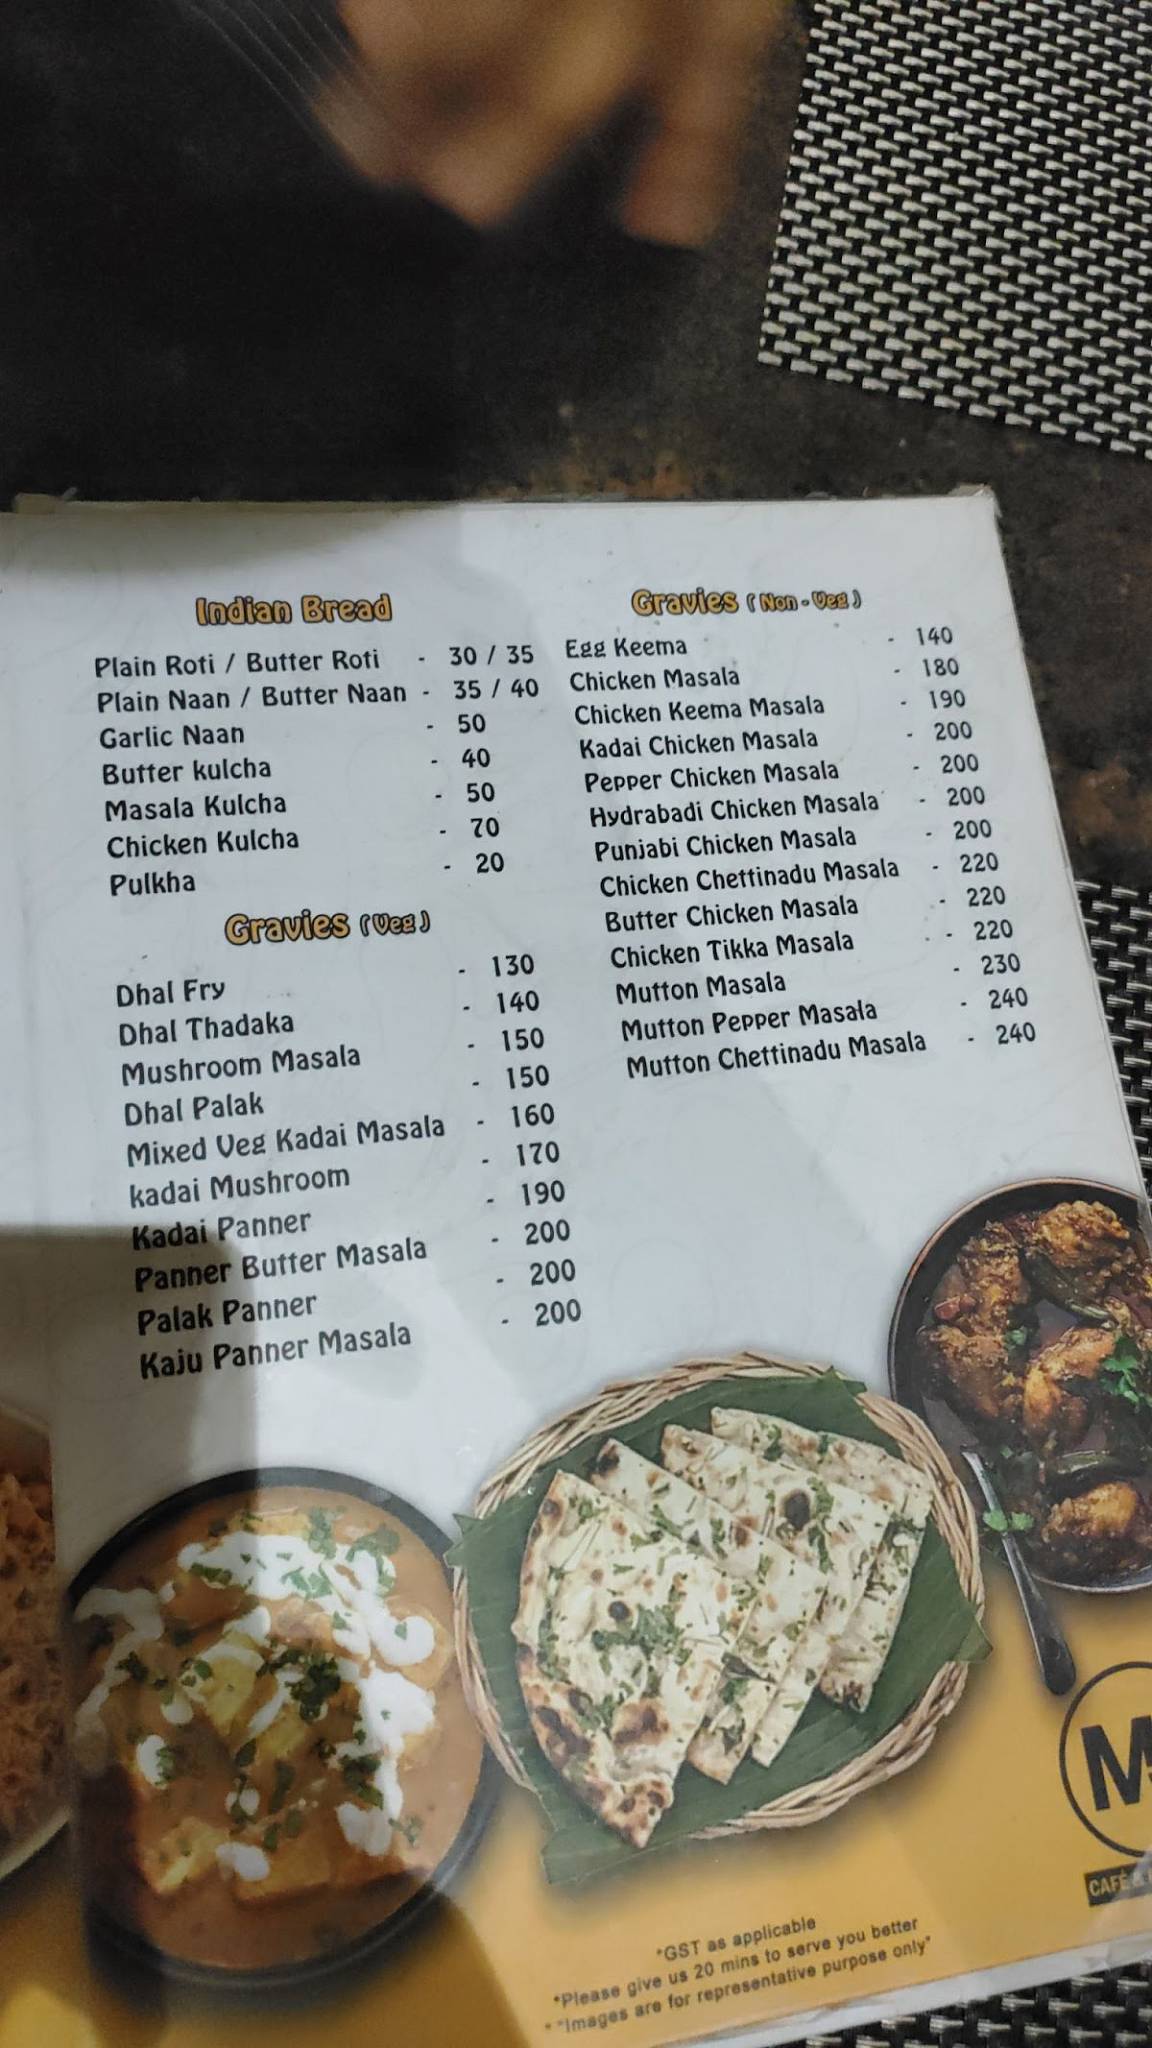 Indian Bread
Plain Roti / Butter Roti - 30 / 35
Plain Naan / Butter Naan - 35 / 40
Garlic Naan - 50
Butter kulcha - 40
Masala Kulcha - 50
Chicken Kulcha - 70
Pulkha - 20
Gravies (Veg)
Dhal Fry - 130
Dhal Thadaka - 140
Mushroom Masala - 150
Dhal Palak - 150
Mixed Veg Kadai Masala - 160
kadai Mushroom - 170
Kadai Panner - 190
Panner Butter Masala - 200
Palak Panner - 200
Kaju Panner Masala - 200
Gravies (Non-Veg)
Egg Keema - 140
Chicken Masala - 180
Chicken Keema Masala - 190
Kadai Chicken Masala - 200
Pepper Chicken Masala - 200
Hydrabadi Chicken Masala - 200
Punjabi Chicken Masala - 200
Chicken Chettinadu Masala - 220
Butter Chicken Masala - 220
Chicken Tikka Masala - 220
Mutton Masala - 230
Mutton Pepper Masala - 240
Mutton Chettinadu Masala - 240
M
CAFE &
*GST as applicable
*Please give us 20 mins to serve you better
*"Images are for representative purpose only"